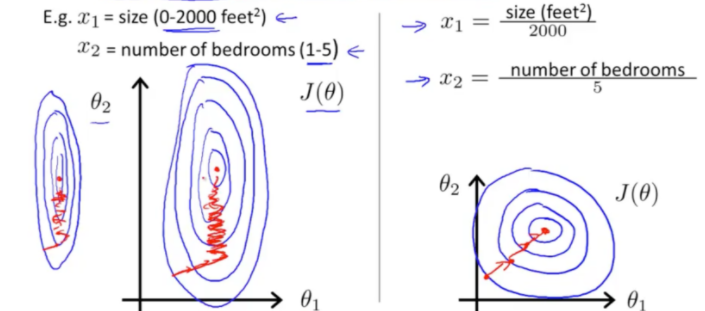 E.g. x₁ = size (0-2000 feet²)
x₂ = number of bedrooms (1-5)
θ₂
J(θ)
θ₁
x₁ = size (feet²) / 2000
x₂ = number of bedrooms / 5
θ₂
J(θ)
θ₁